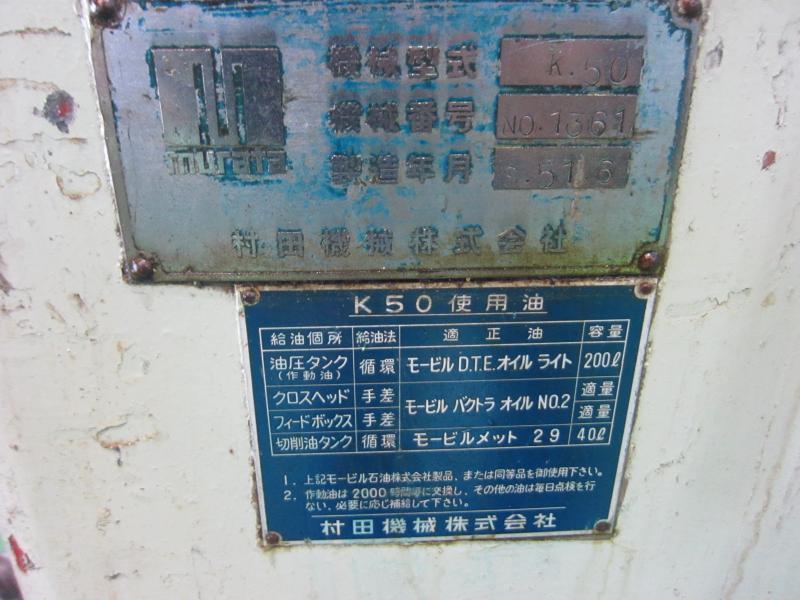 機械型式 K.50
murata 機械番号 NO.1361
製造年月 S.51.6
村田機械株式会社
K50使用油
給油個所 給油法 適正油 容量
油圧タンク 循環 モービル D.T.E.オイル ライト 200ℓ
(作動油)
クロスヘッド 手差 モービル バクトラ オイル NO.2 適量
フィードボックス 手差 適量
切削油タンク 循環 モービルメット 29 40ℓ
1. 上記モービル石油株式会社製品、または同等品を御使用下さい。
2. 作動油は2000時間毎に交換し、その他の油は毎日点検を行
ない、必要に応じ補給して下さい。
村田機械株式会社